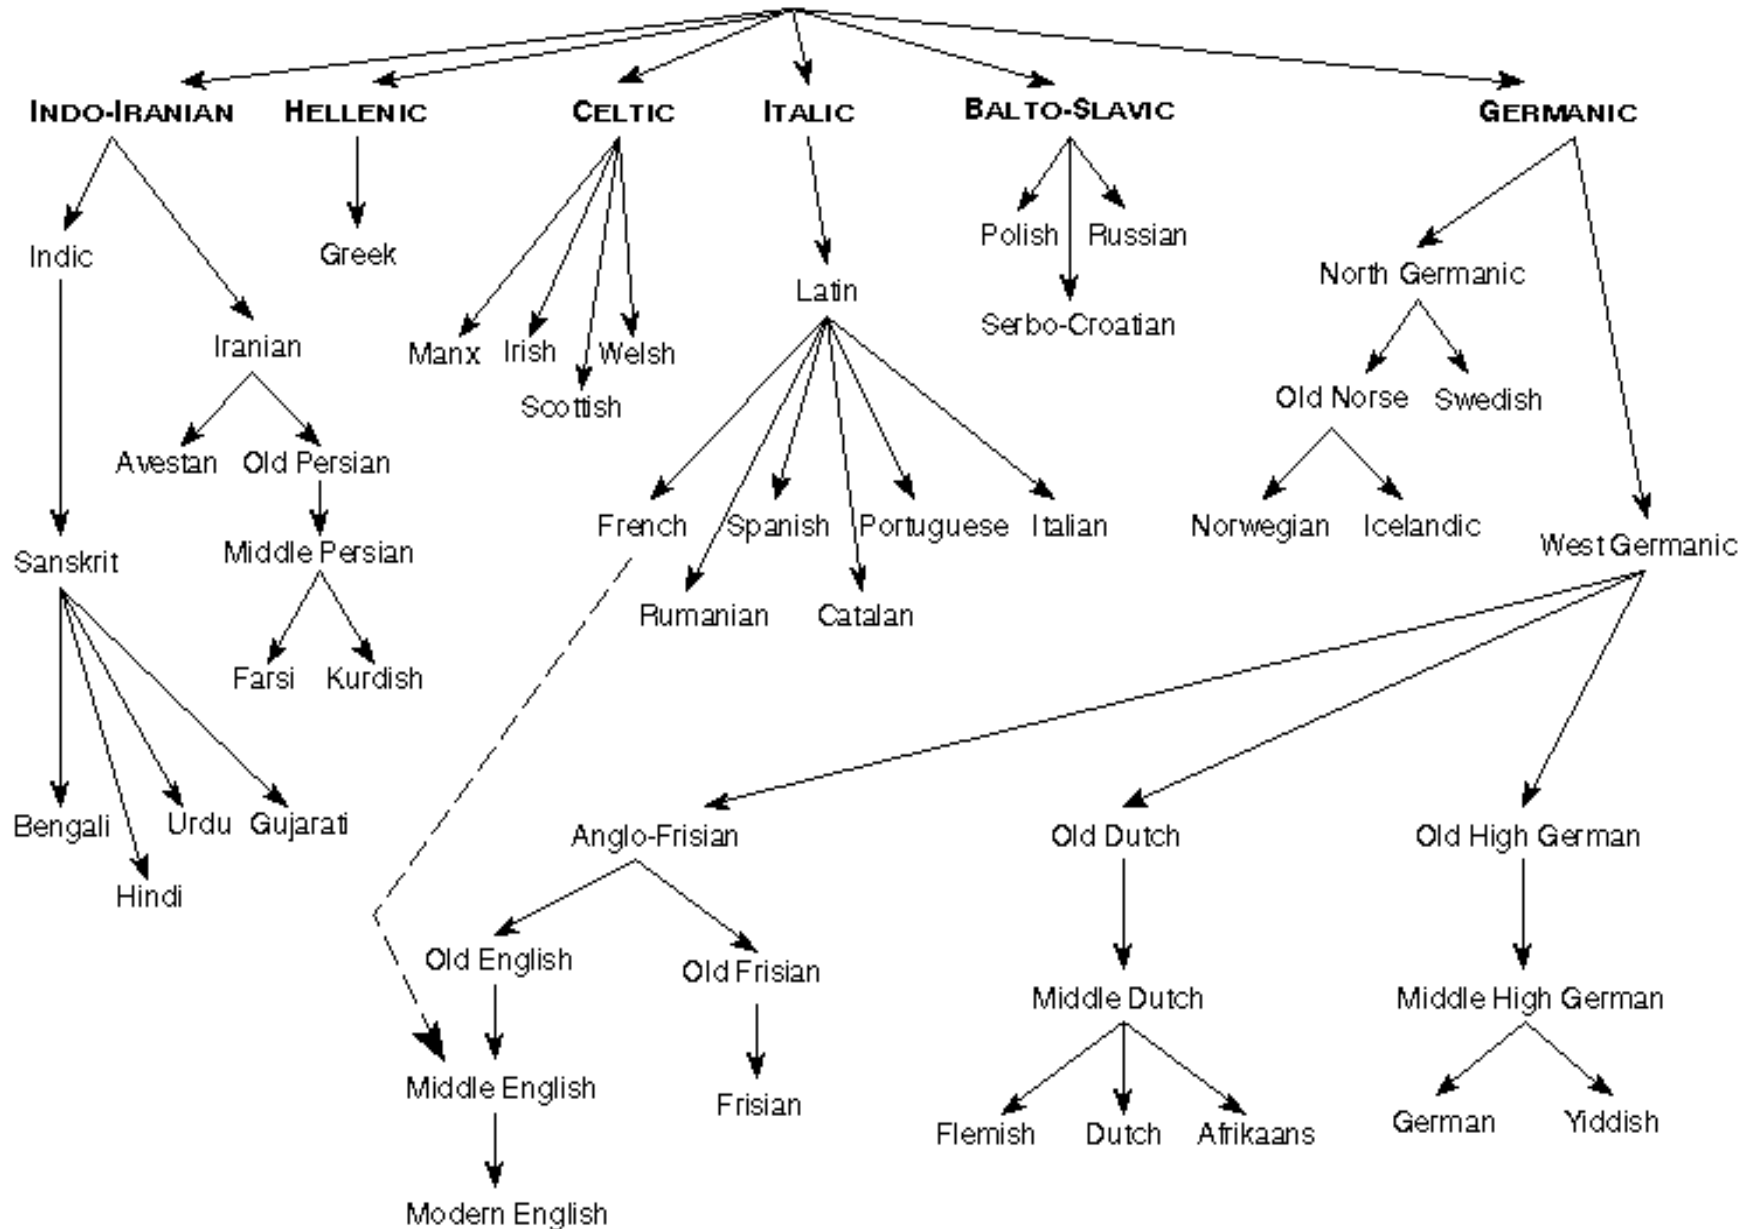 INDO-IRANIAN HELLENIC CELTIC ITALIC BALTO-SLAVIC GERMANIC
Polish Russian
Indic Greek
North Germanic
Latin
Serbo-Croatian
Iranian
Manx Irish Welsh
Old Norse Swedish
Scottish
Avestan Old Persian
French Spanish Portuguese Italian Norwegian Icelandic
West Germanic
Middle Persian
Sanskrit
Rumanian Catalan
Farsi Kurdish
Bengali Urdu Gujarati
Anglo-Frisian Old Dutch Old High German
Hindi
Old English
Old Frisian
Middle Dutch Middle High German
Middle English
Frisian
German Yiddish
Flemish Dutch Afrikaans
Modern English